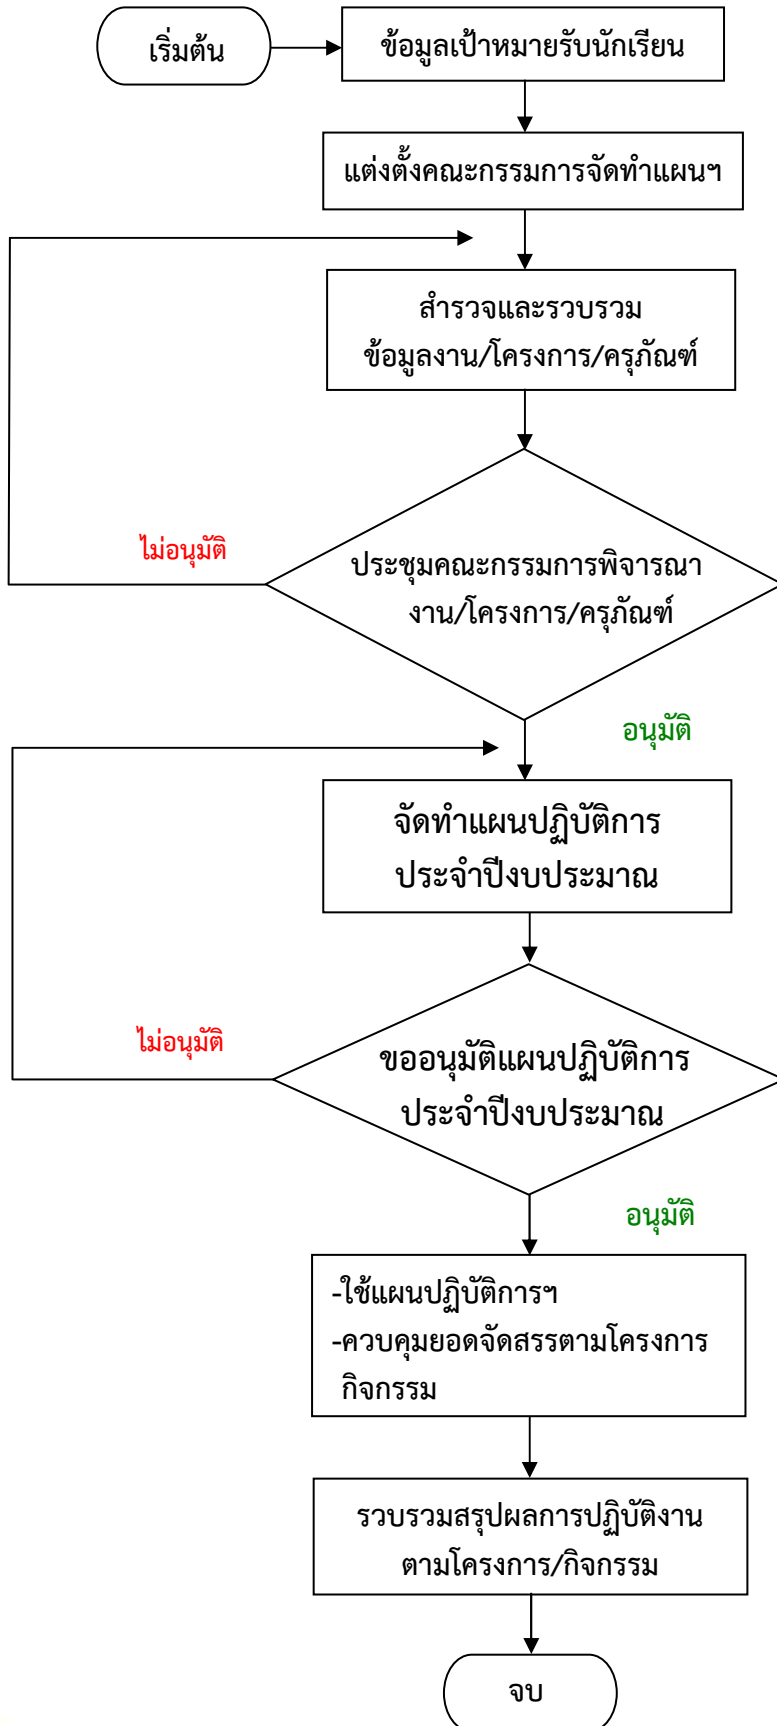 เริ่มต้น
ข้อมูลเป้าหมายรับนักเรียน
แต่งตั้งคณะกรรมการจัดทำแผนฯ
สำรวจและรวบรวม
ข้อมูลงาน/โครงการ/ครุภัณฑ์
ไม่อนุมัติ
ประชุมคณะกรรมการพิจารณา
งาน/โครงการ/ครุภัณฑ์
อนุมัติ
จัดทำแผนปฏิบัติการ
ประจำปีงบประมาณ
ไม่อนุมัติ
ขออนุมัติแผนปฏิบัติการ
ประจำปีงบประมาณ
อนุมัติ
-ใช้แผนปฏิบัติการฯ
-ควบคุมยอดจัดสรรตามโครงการ
กิจกรรม
รวบรวมสรุปผลการปฏิบัติงาน
ตามโครงการ/กิจกรรม
จบ